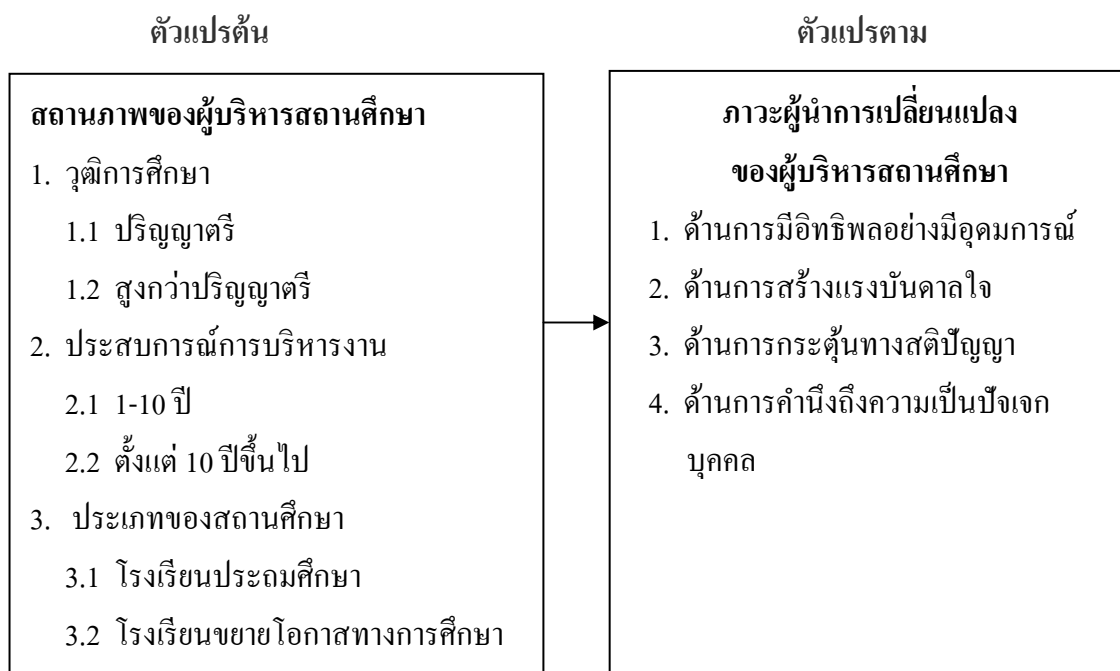 ตัวแปรต้น
ตัวแปรตาม
สถานภาพของผู้บริหารสถานศึกษา
1. วุฒิการศึกษา
1.1 ปริญญาตรี
1.2 สูงกว่าปริญญาตรี
2. ประสบการณ์การบริหารงาน
2.1 1-10 ปี
2.2 ตั้งแต่ 10 ปีขึ้นไป
3. ประเภทของสถานศึกษา
3.1 โรงเรียนประถมศึกษา
3.2 โรงเรียนขยายโอกาสทางการศึกษา
ภาวะผู้นำการเปลี่ยนแปลง
ของผู้บริหารสถานศึกษา
1. ด้านการมีอิทธิพลอย่างมีอุดมการณ์
2. ด้านการสร้างแรงบันดาลใจ
3. ด้านการกระตุ้นทางสติปัญญา
4. ด้านการคำนึงถึงความเป็นปัจเจก
บุคคล